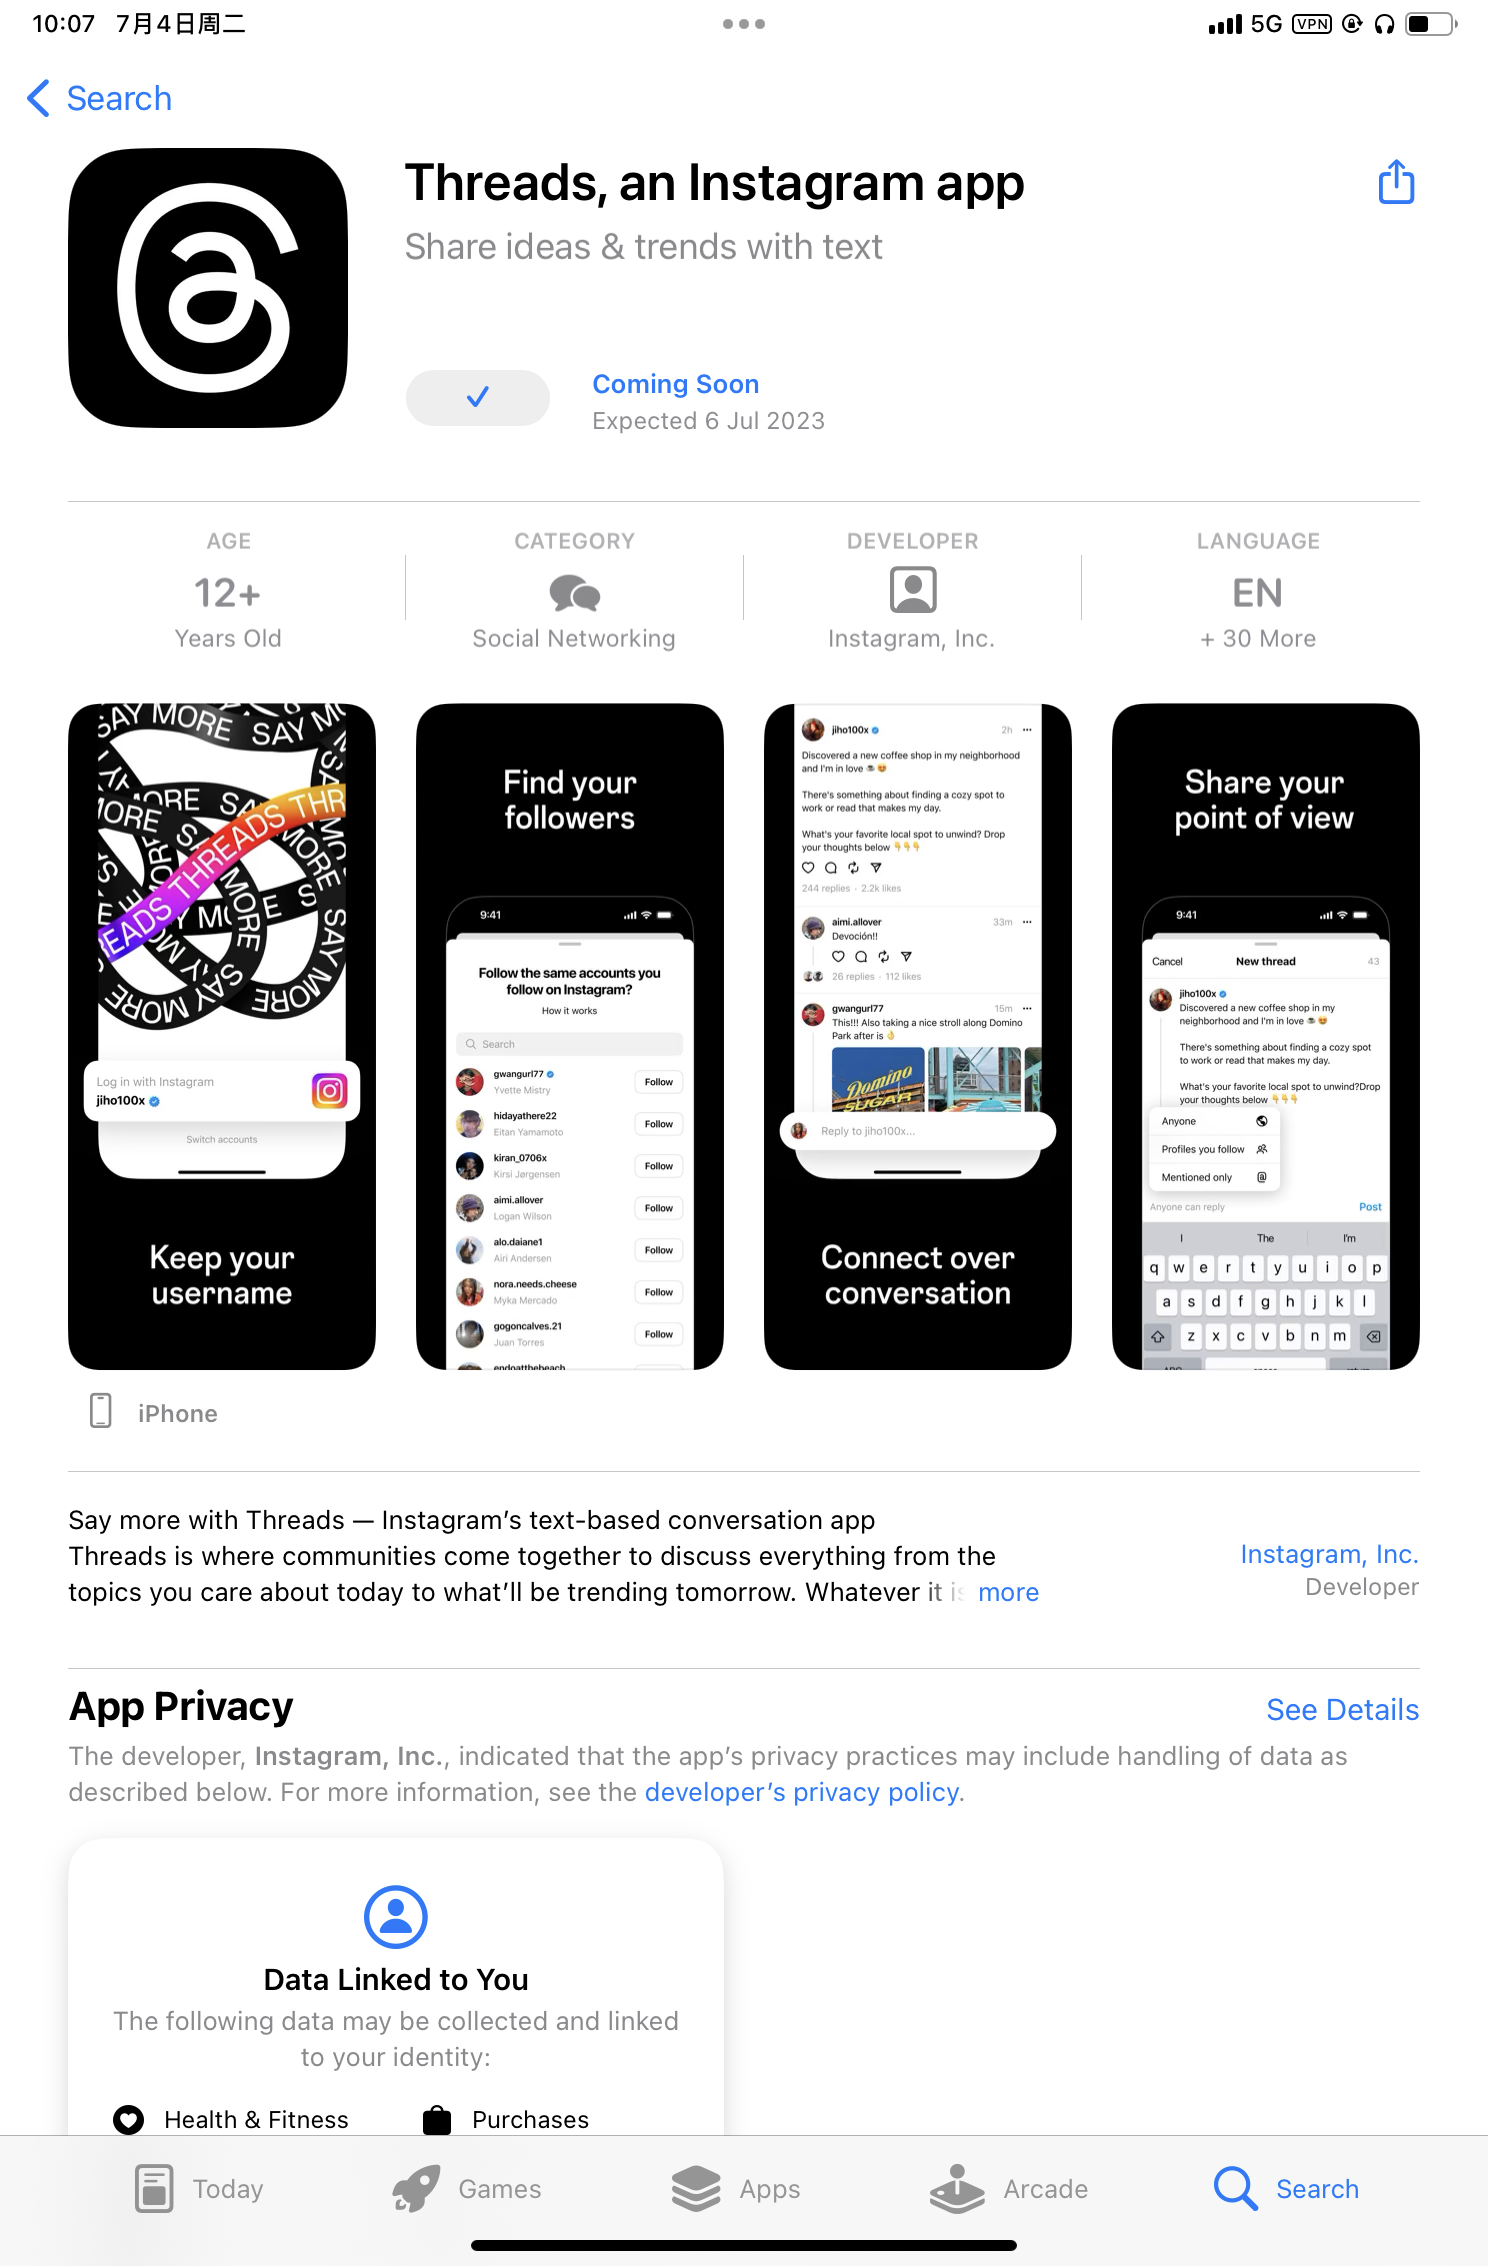 10:07 7月4日周二
5G VPN
Search
Threads, an Instagram app
Share ideas & trends with text
Coming Soon
Expected 6 Jul 2023
AGE
12+
Years Old
CATEGORY
Social Networking
DEVELOPER
Instagram, Inc.
LANGUAGE
EN
+ 30 More
SAY MORE SAY
THREADS THREADS
SAY MORE
Log in with Instagram
jiho100x
Switch accounts
Keep your
username
Find your
followers
9:41
Follow the same accounts you
follow on Instagram?
How it works
Search
gwangurl77
Yvette Mistry
Follow
hidayathere22
Eitan Yamamoto
Follow
kiran_0706x
Kirsi Jørgensen
Follow
aimi.allover
Logan Wilson
Follow
alo.daiane1
Airi Andersen
Follow
nora.needs.cheese
Myka Mercado
Follow
gogoncalves.21
Juan Torres
Follow
endoatthebeach
jiho100x 2h
Discovered a new coffee shop in my neighborhood
and I'm in love ☕😍
There's something about finding a cozy spot to
work or read that makes my day.
What's your favorite local spot to unwind? Drop
your thoughts below 👇👇👇
244 replies · 2.2k likes
aimi.allover 33m
Devoción!!
26 replies · 112 likes
gwangurl77 15m
This!!! Also taking a nice stroll along Domino
Park after is 👌
Domino
SUGAR
Reply to jiho100x...
Connect over
conversation
Share your
point of view
9:41
Cancel New thread 43
jiho100x
Discovered a new coffee shop in my
neighborhood and I'm in love ☕😍
There's something about finding a cozy spot
to work or read that makes my day.
What's your favorite local spot to unwind?Drop
your thoughts below 👇👇👇
Anyone
Profiles you follow
Mentioned only
Anyone can reply Post
I The I'm
q w e r t y u i o p
a s d f g h j k l
z x c v b n m
iPhone
Say more with Threads — Instagram's text-based conversation app
Threads is where communities come together to discuss everything from the
topics you care about today to what'll be trending tomorrow. Whatever it is more
Instagram, Inc.
Developer
App Privacy See Details
The developer, Instagram, Inc., indicated that the app's privacy practices may include handling of data as
described below. For more information, see the developer's privacy policy.
Data Linked to You
The following data may be collected and linked
to your identity:
Health & Fitness Purchases
Today Games Apps Arcade Search